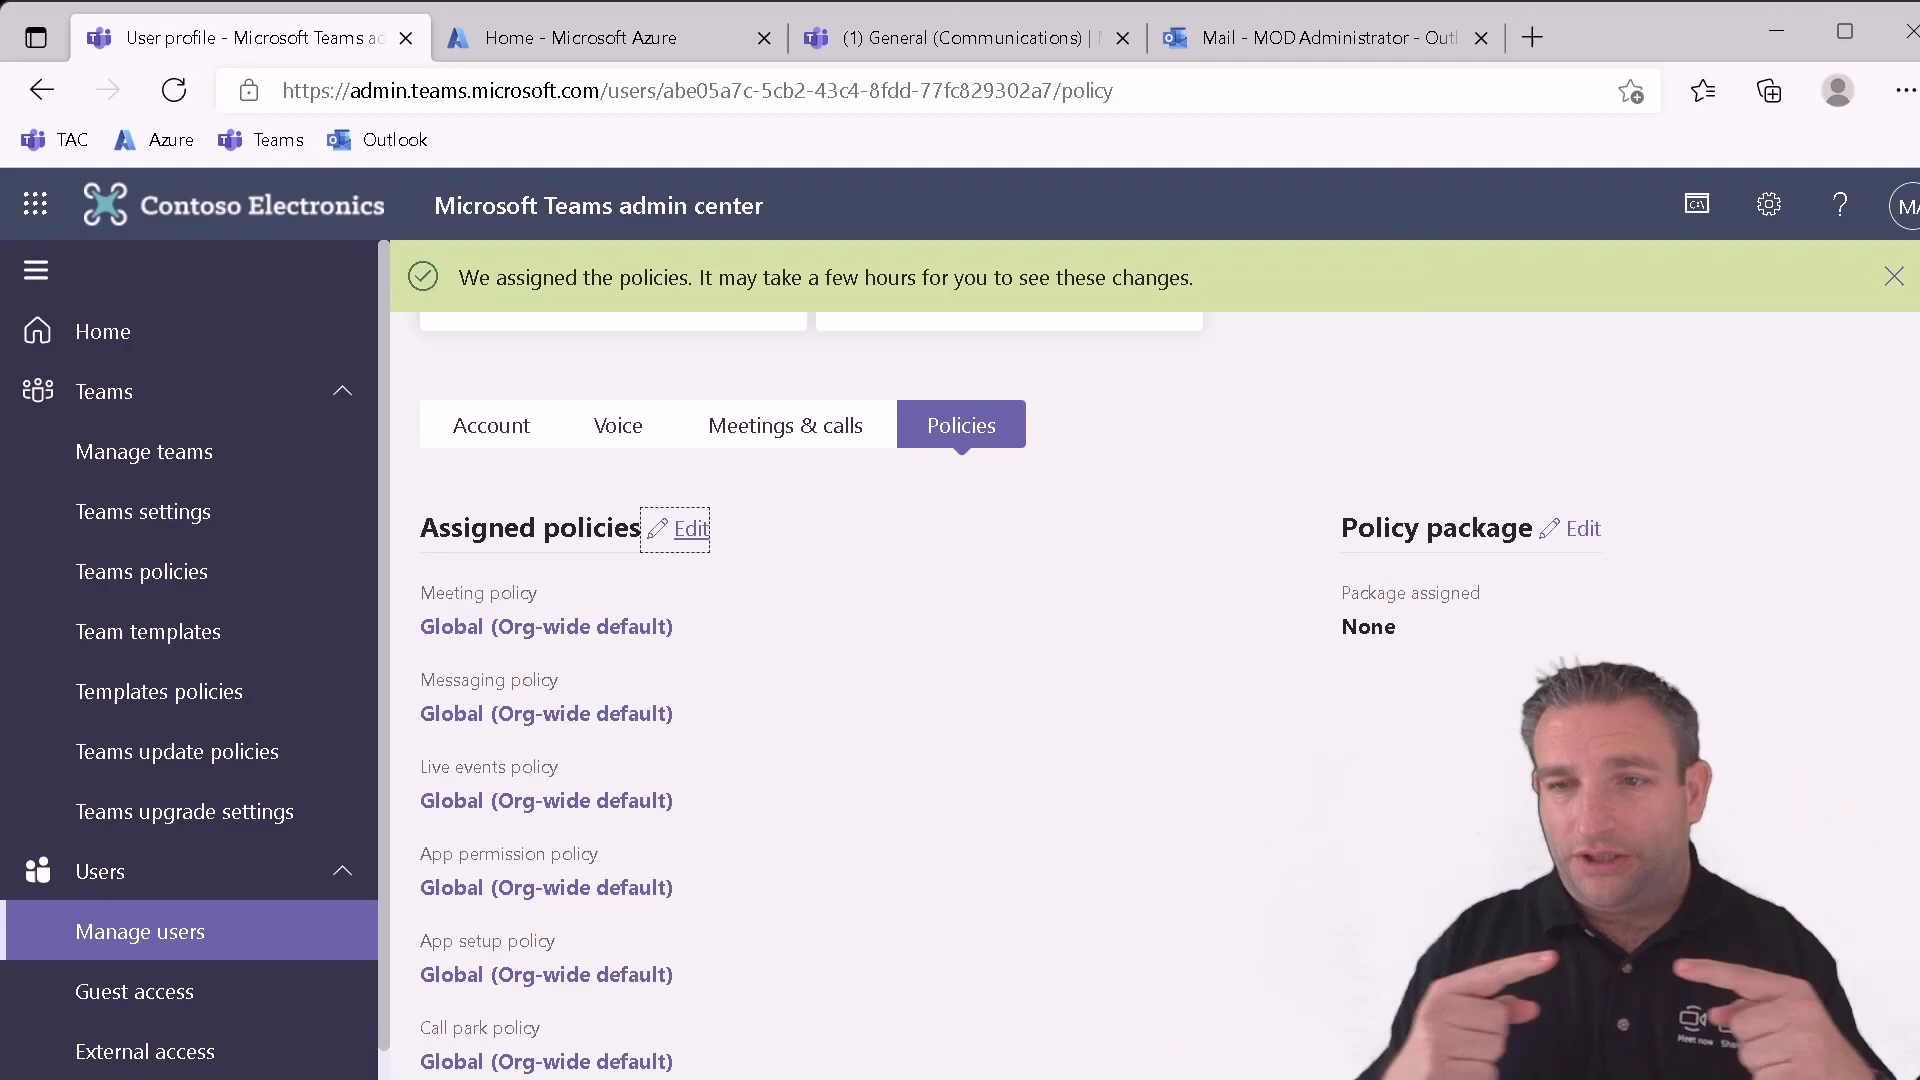 User profile - Microsoft Teams ad
Home - Microsoft Azure
(1) General (Communications) |
Mail - MOD Administrator - Outl
https://admin.teams.microsoft.com/users/abe05a7c-5cb2-43c4-8fdd-77fc829302a7/policy
TAC
Azure
Teams
Outlook
Contoso Electronics
Microsoft Teams admin center
MA
We assigned the policies. It may take a few hours for you to see these changes.
Home
Teams
Manage teams
Teams settings
Teams policies
Team templates
Templates policies
Teams update policies
Teams upgrade settings
Users
Manage users
Guest access
External access
Account
Voice
Meetings & calls
Policies
Assigned policies
Edit
Meeting policy
Global (Org-wide default)
Messaging policy
Global (Org-wide default)
Live events policy
Global (Org-wide default)
App permission policy
Global (Org-wide default)
App setup policy
Global (Org-wide default)
Call park policy
Global (Org-wide default)
Policy package
Edit
Package assigned
None
Meet now